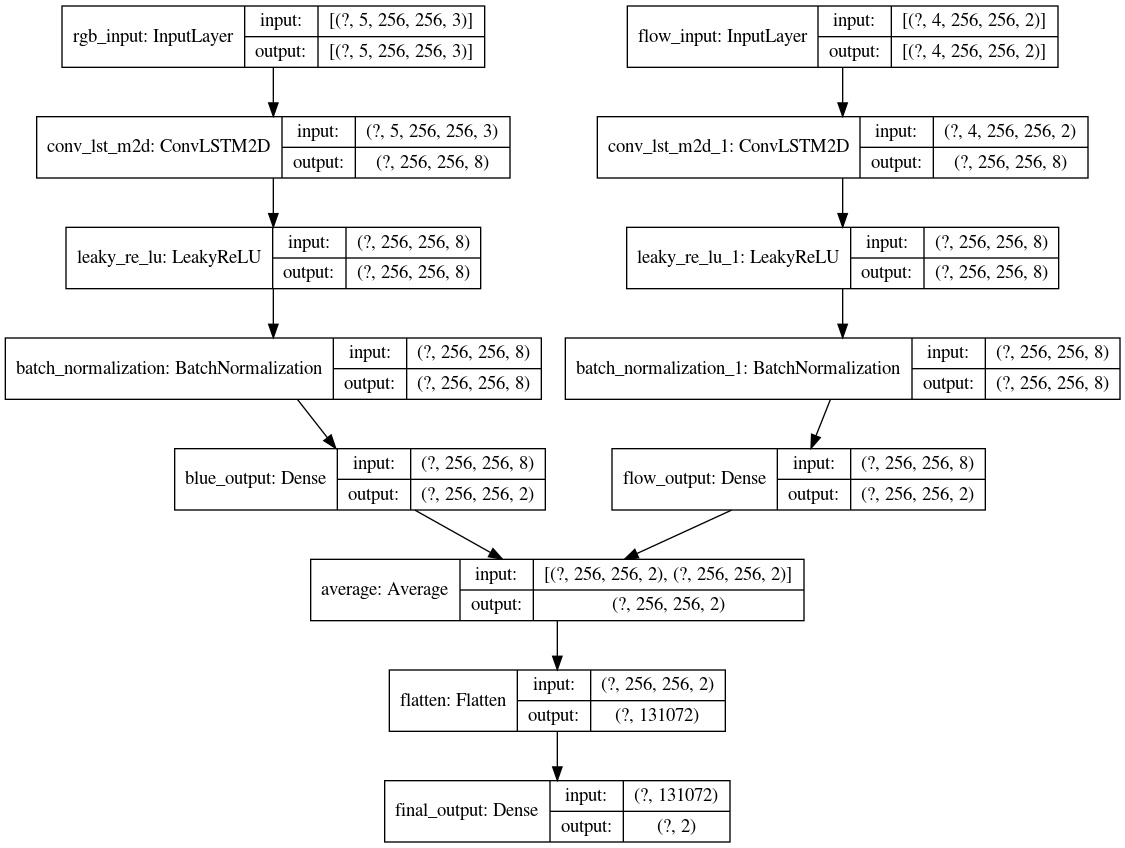 rgb_input: InputLayer
input: [(?, 5, 256, 256, 3)]
output: [(?, 5, 256, 256, 3)]
flow_input: InputLayer
input: [(?, 4, 256, 256, 2)]
output: [(?, 4, 256, 256, 2)]
conv_lst_m2d: ConvLSTM2D
input: (?, 5, 256, 256, 3)
output: (?, 256, 256, 8)
conv_lst_m2d_1: ConvLSTM2D
input: (?, 4, 256, 256, 2)
output: (?, 256, 256, 8)
leaky_re_lu: LeakyReLU
input: (?, 256, 256, 8)
output: (?, 256, 256, 8)
leaky_re_lu_1: LeakyReLU
input: (?, 256, 256, 8)
output: (?, 256, 256, 8)
batch_normalization: BatchNormalization
input: (?, 256, 256, 8)
output: (?, 256, 256, 8)
batch_normalization_1: BatchNormalization
input: (?, 256, 256, 8)
output: (?, 256, 256, 8)
blue_output: Dense
input: (?, 256, 256, 8)
output: (?, 256, 256, 2)
flow_output: Dense
input: (?, 256, 256, 8)
output: (?, 256, 256, 2)
average: Average
input: [(?, 256, 256, 2), (?, 256, 256, 2)]
output: (?, 256, 256, 2)
flatten: Flatten
input: (?, 256, 256, 2)
output: (?, 131072)
final_output: Dense
input: (?, 131072)
output: (?, 2)